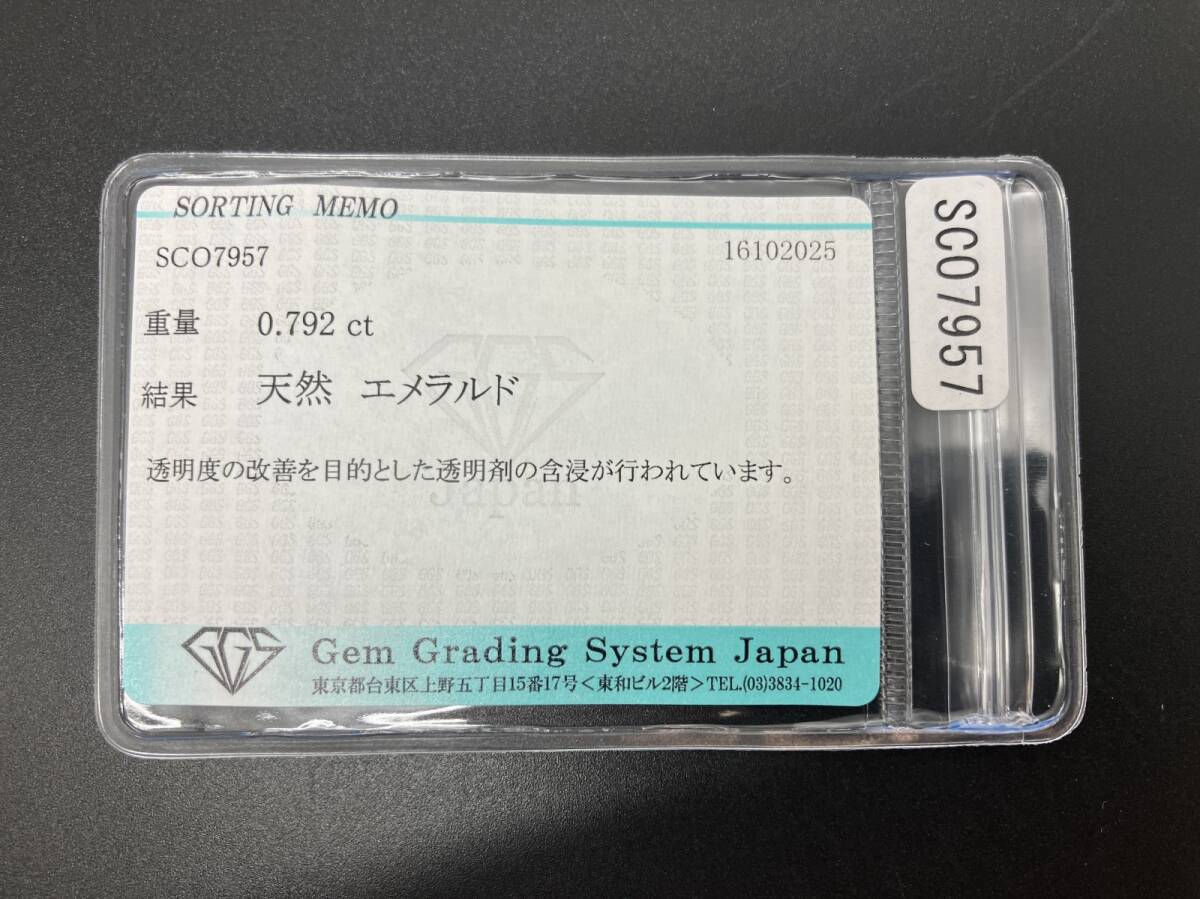 SORTING MEMO
SCO7957 16102025
重量 0.792 ct
結果 天然 エメラルド
透明度の改善を目的とした透明剤の含浸が行われています。
Japan
GGS Gem Grading System Japan
東京都台東区上野五丁目15番17号<東和ビル2階>TEL.(03)3834-1020
SCO7957